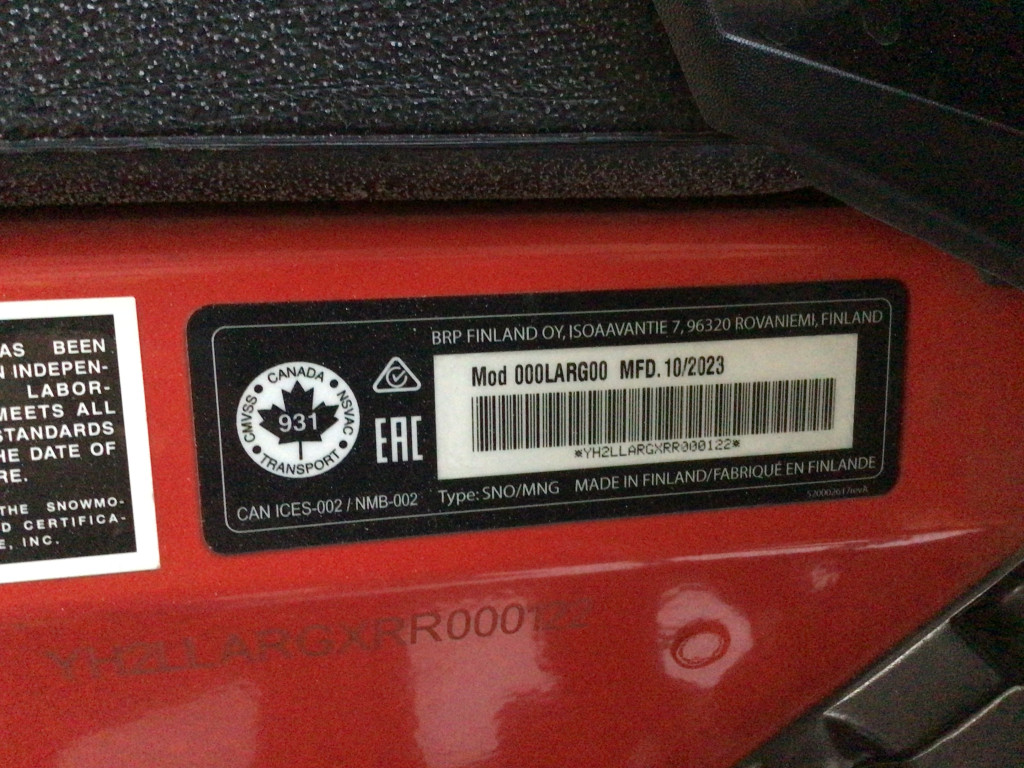 AS BEEN
N INDEPEN-
LABOR-
MEETS ALL
STANDARDS
HE DATE OF
RE.
THE SNOWMO-
D CERTIFICA-
E, INC.
BRP FINLAND OY, ISOAAVANTIE 7, 96320 ROVANIEMI, FINLAND
CANADA
CMVSS
931
NSVAC
TRANSPORT
EAC
Mod 000LARG00 MFD. 10/2023
*YH2LLARGXRR000122*
CAN ICES-002 / NMB-002
Type: SNO/MNG MADE IN FINLAND/FABRIQUÉ EN FINLANDE
YH2LLARGXRR000122